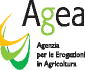 Agea
Agenzia
per le Erogazioni
in Agricoltura